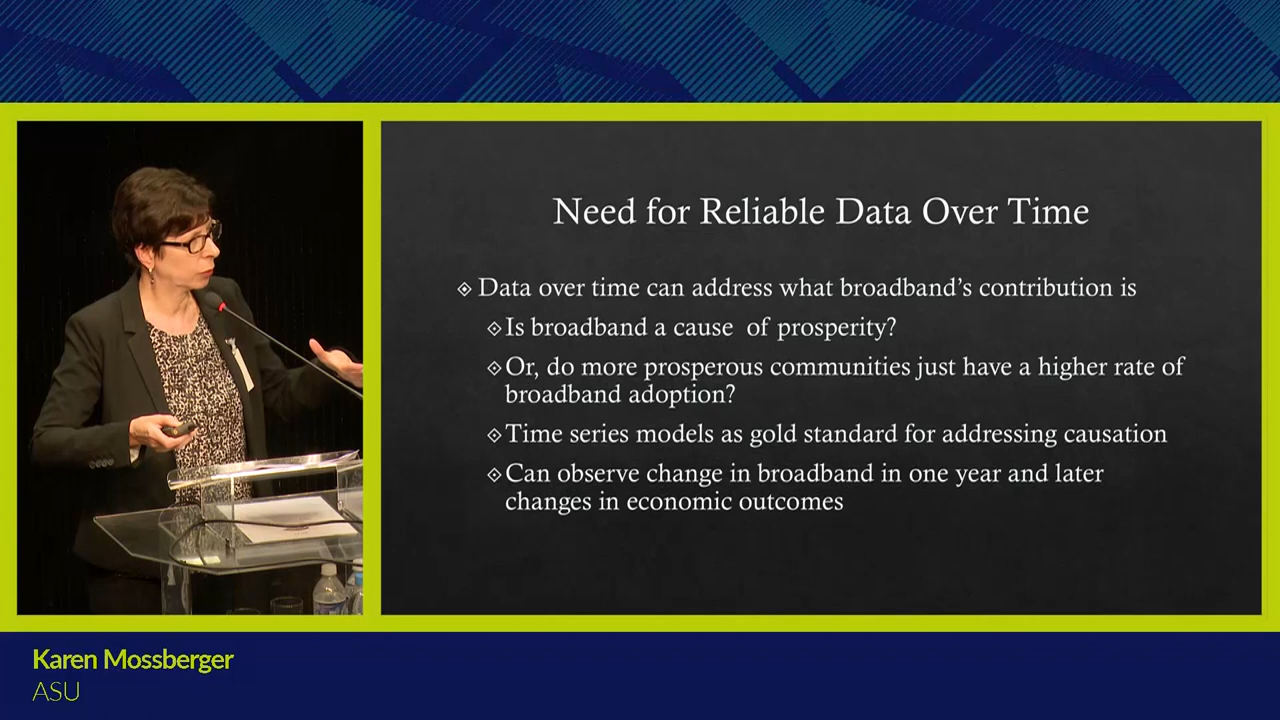 Need for Reliable Data Over Time
Data over time can address what broadband's contribution is
Is broadband a cause of prosperity?
Or, do more prosperous communities just have a higher rate of
broadband adoption?
Time series models as gold standard for addressing causation
Can observe change in broadband in one year and later
changes in economic outcomes
Karen Mossberger
ASU